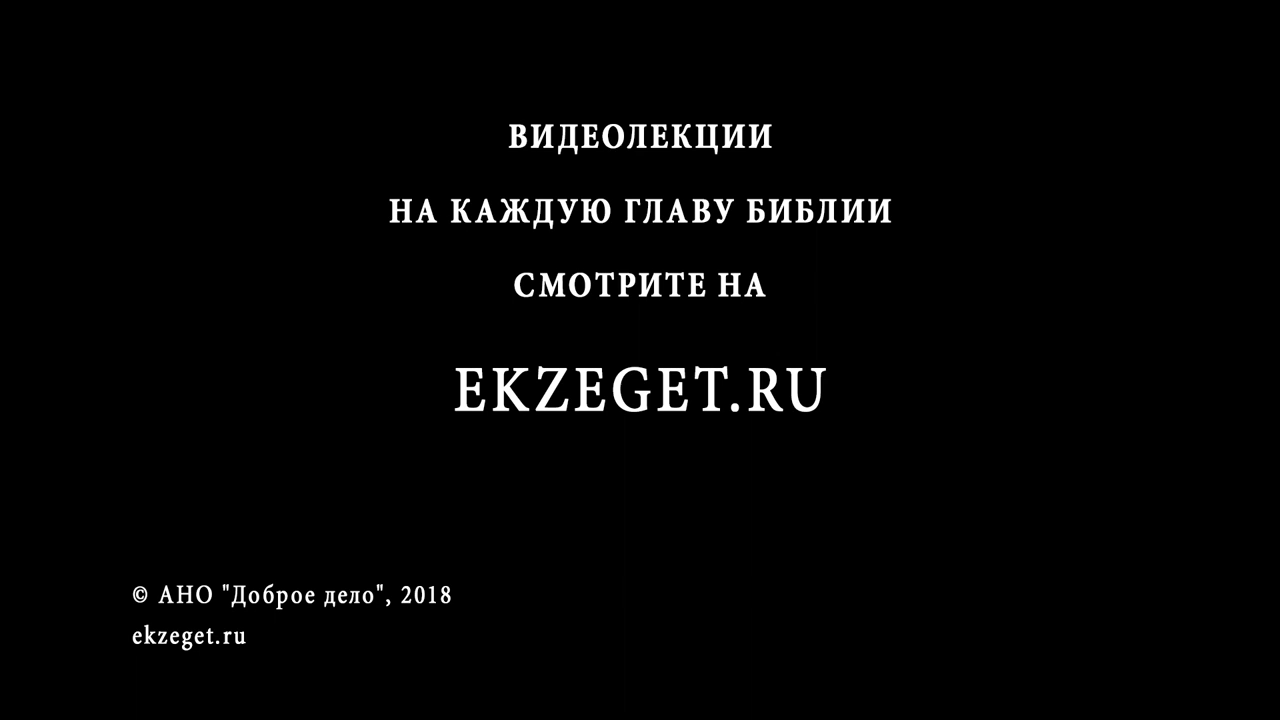 ВИДЕОЛЕКЦИИ
НА КАЖДУЮ ГЛАВУ БИБЛИИ
СМОТРИТЕ НА
EKZEGET.RU
© АНО "Доброе дело", 2018
ekzeget.ru